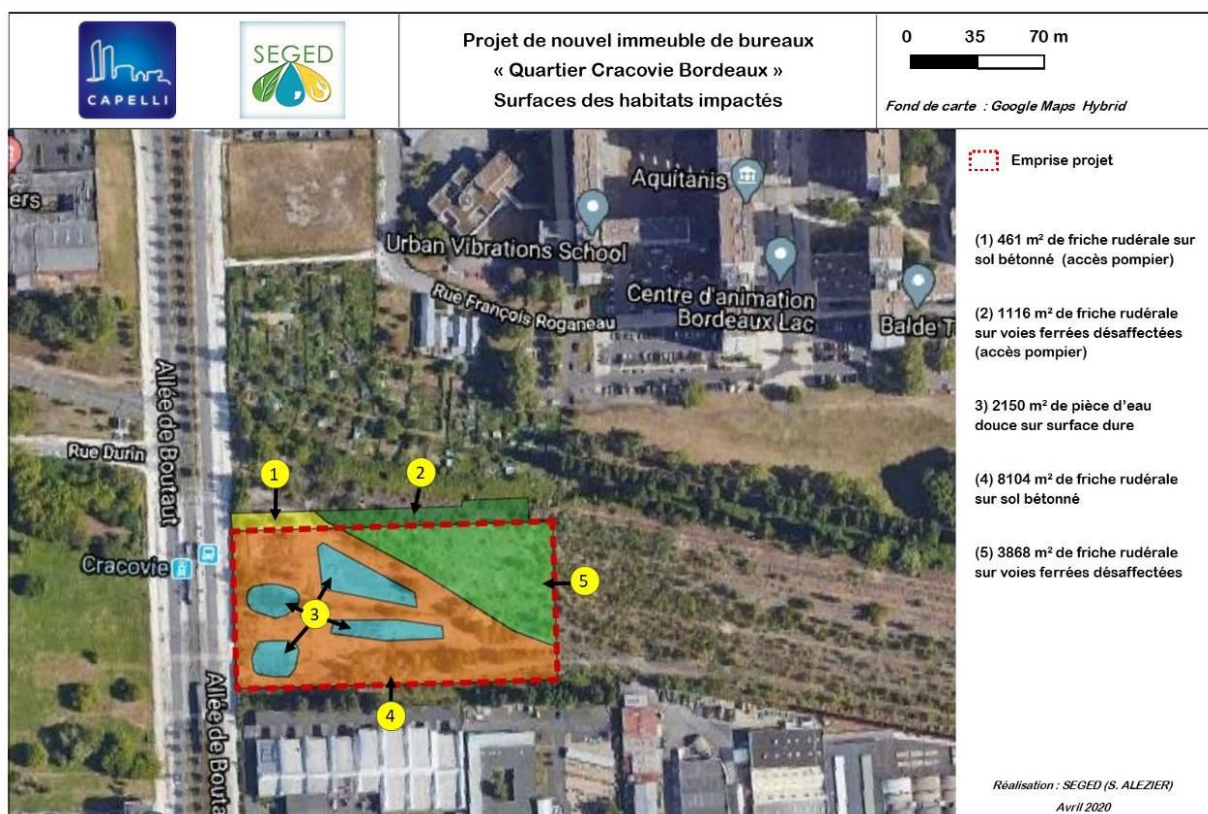 CAPELLI
SEGED
Projet de nouvel immeuble de bureaux
« Quartier Cracovie Bordeaux »
Surfaces des habitats impactés
0 35 70 m
Fond de carte : Google Maps Hybrid
Emprise projet
(1) 461 m² de friche rudérale sur
sol bétonné (accès pompier)
(2) 1116 m² de friche rudérale
sur voies ferrées désaffectées
(accès pompier)
3) 2150 m² de pièce d'eau
douce sur surface dure
(4) 8104 m² de friche rudérale
sur sol bétonné
(5) 3868 m² de friche rudérale
sur voies ferrées désaffectées
Réalisation : SEGED (S. ALEZIER)
Avril 2020
ers
Aquitanis
Urban Vibrations School
Rue François Roganeau
Centre d'animation
Bordeaux Lac
Balde T
Allée de Boutaut
Rue Durin
Cracovie
Allée de Bouta
1
2
3
4
5